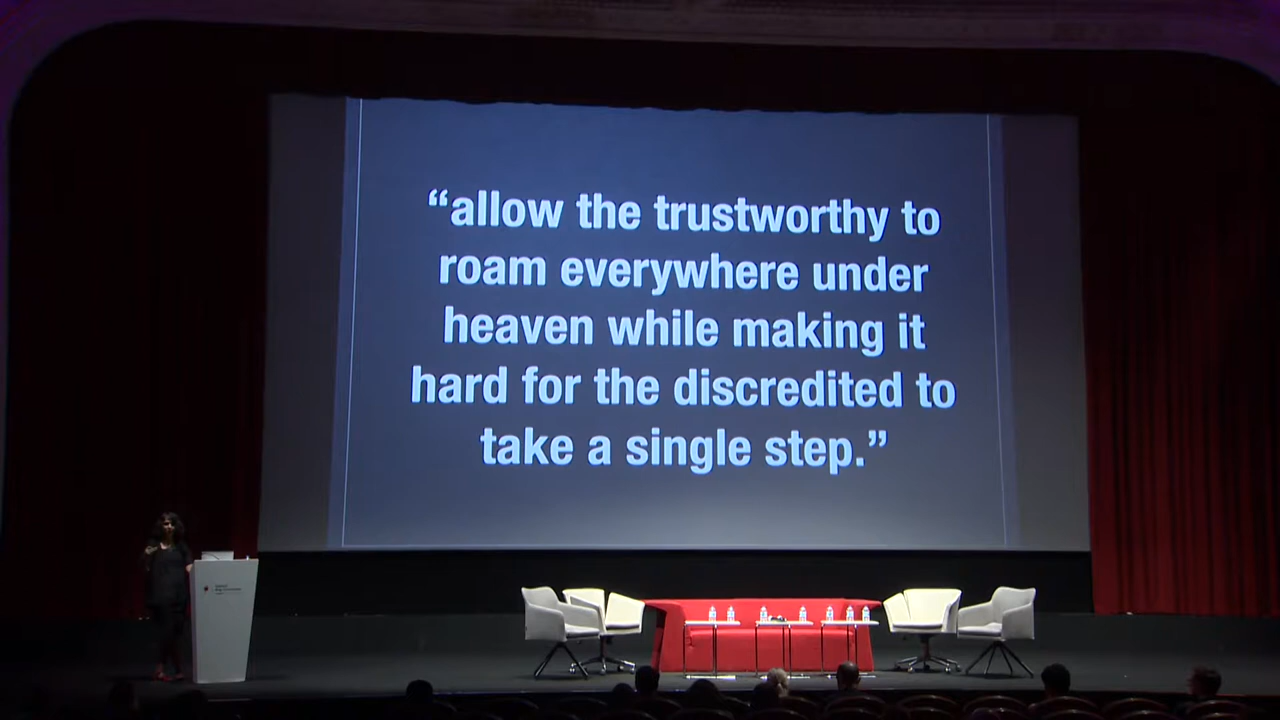 “allow the trustworthy to
roam everywhere under
heaven while making it
hard for the discredited to
take a single step.”